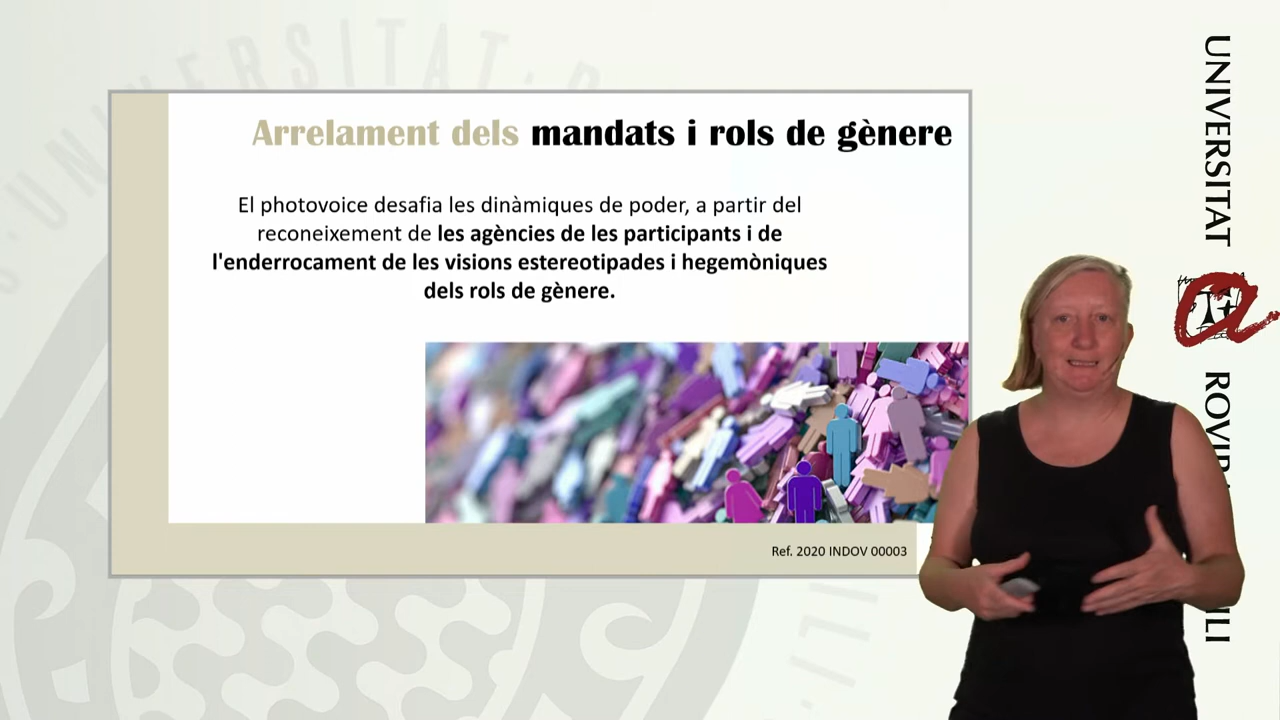 Arrelament dels mandats i rols de gènere
El photovoice desafia les dinàmiques de poder, a partir del
reconeixement de les agències de les participants i de
l'enderrocament de les visions estereotipades i hegemòniques
dels rols de gènere.
Ref. 2020 INDOV 00003
UNIVERSITAT